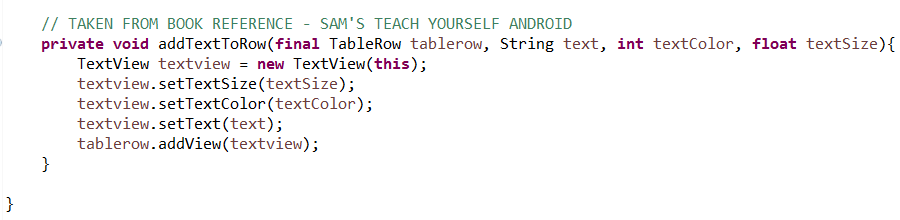 // TAKEN FROM BOOK REFERENCE - SAM'S TEACH YOURSELF ANDROID
private void addTextToRow(final TableRow tablerow, String text, int textColor, float textSize){
TextView textview = new TextView(this);
textview.setTextSize(textSize);
textview.setTextColor(textColor);
textview.setText(text);
tablerow.addView(textview);
}
}